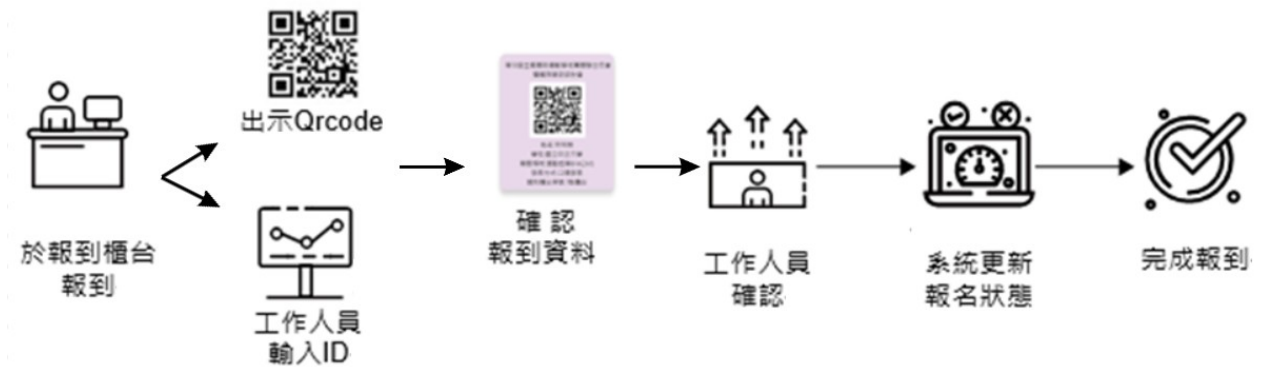 出示Qrcode
於報到櫃台
報到
工作人員
輸入ID
確 認
報到資料
工作人員
確認
系統更新
報名狀態
完成報到